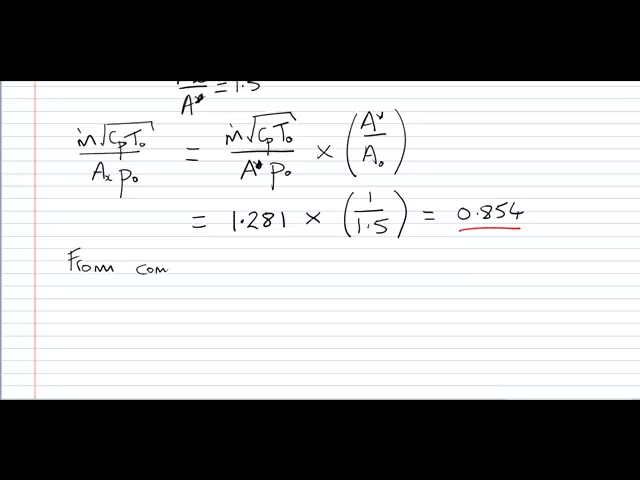 A* = 1.5
ṁ√CpT₀ / Aₓ p₀ = ṁ√CpT₀ / A* p₀ × (A* / A₀)
= 1.281 × (1 / 1.5) = 0.854
From com